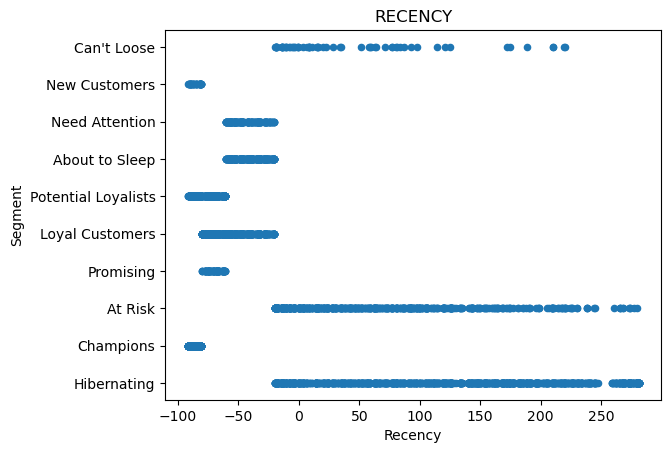 RECENCY
Can't Loose
New Customers
Need Attention
About to Sleep
Potential Loyalists
Loyal Customers
Promising
At Risk
Champions
Hibernating
Segment
−100 −50 0 50 100 150 200 250
Recency